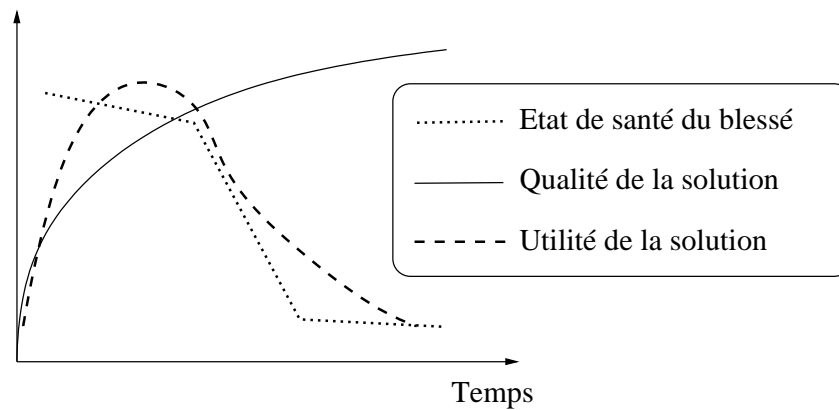 Etat de santé du blessé
Qualité de la solution
Utilité de la solution
Temps